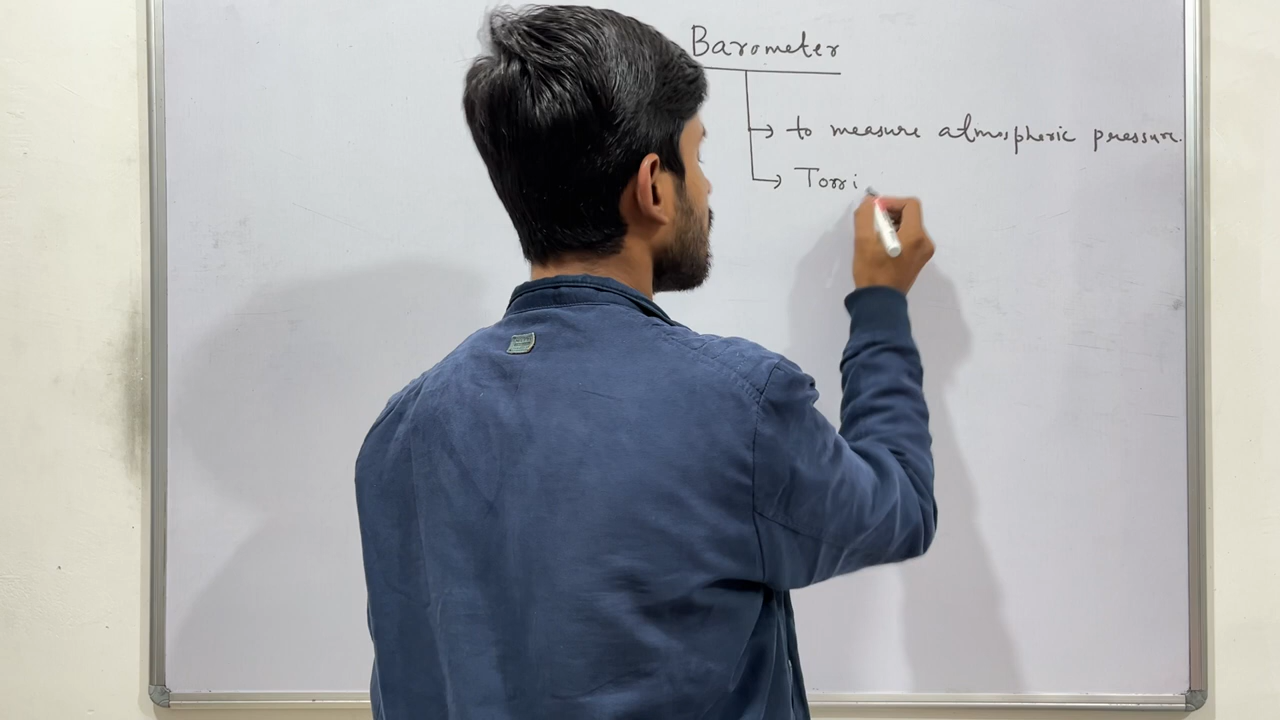 Barometer
→ to measure atmospheric pressure.
→ Torri